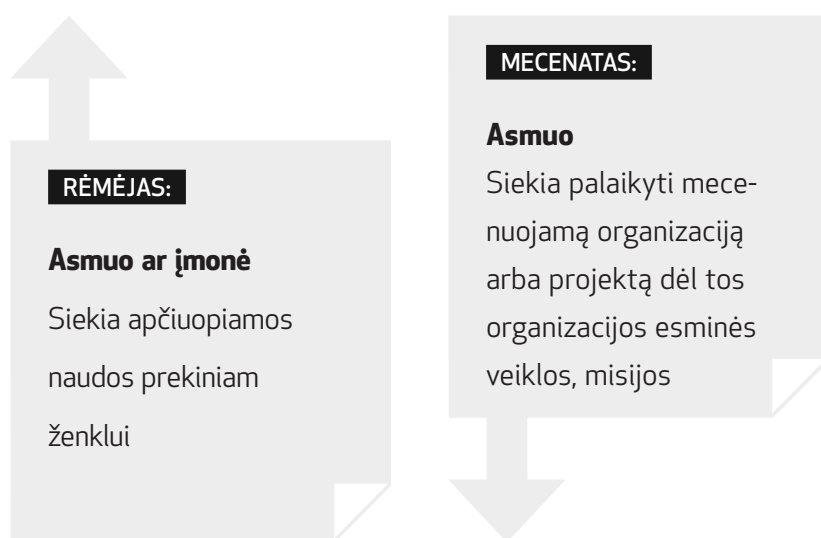 RĖMĖJAS:
Asmuo ar įmonė
Siekia apčiuopiamos
naudos prekiniam
ženklui
MECENATAS:
Asmuo
Siekia palaikyti mece-
nuojamą organizaciją
arba projektą dėl tos
organizacijos esminės
veiklos, misijos